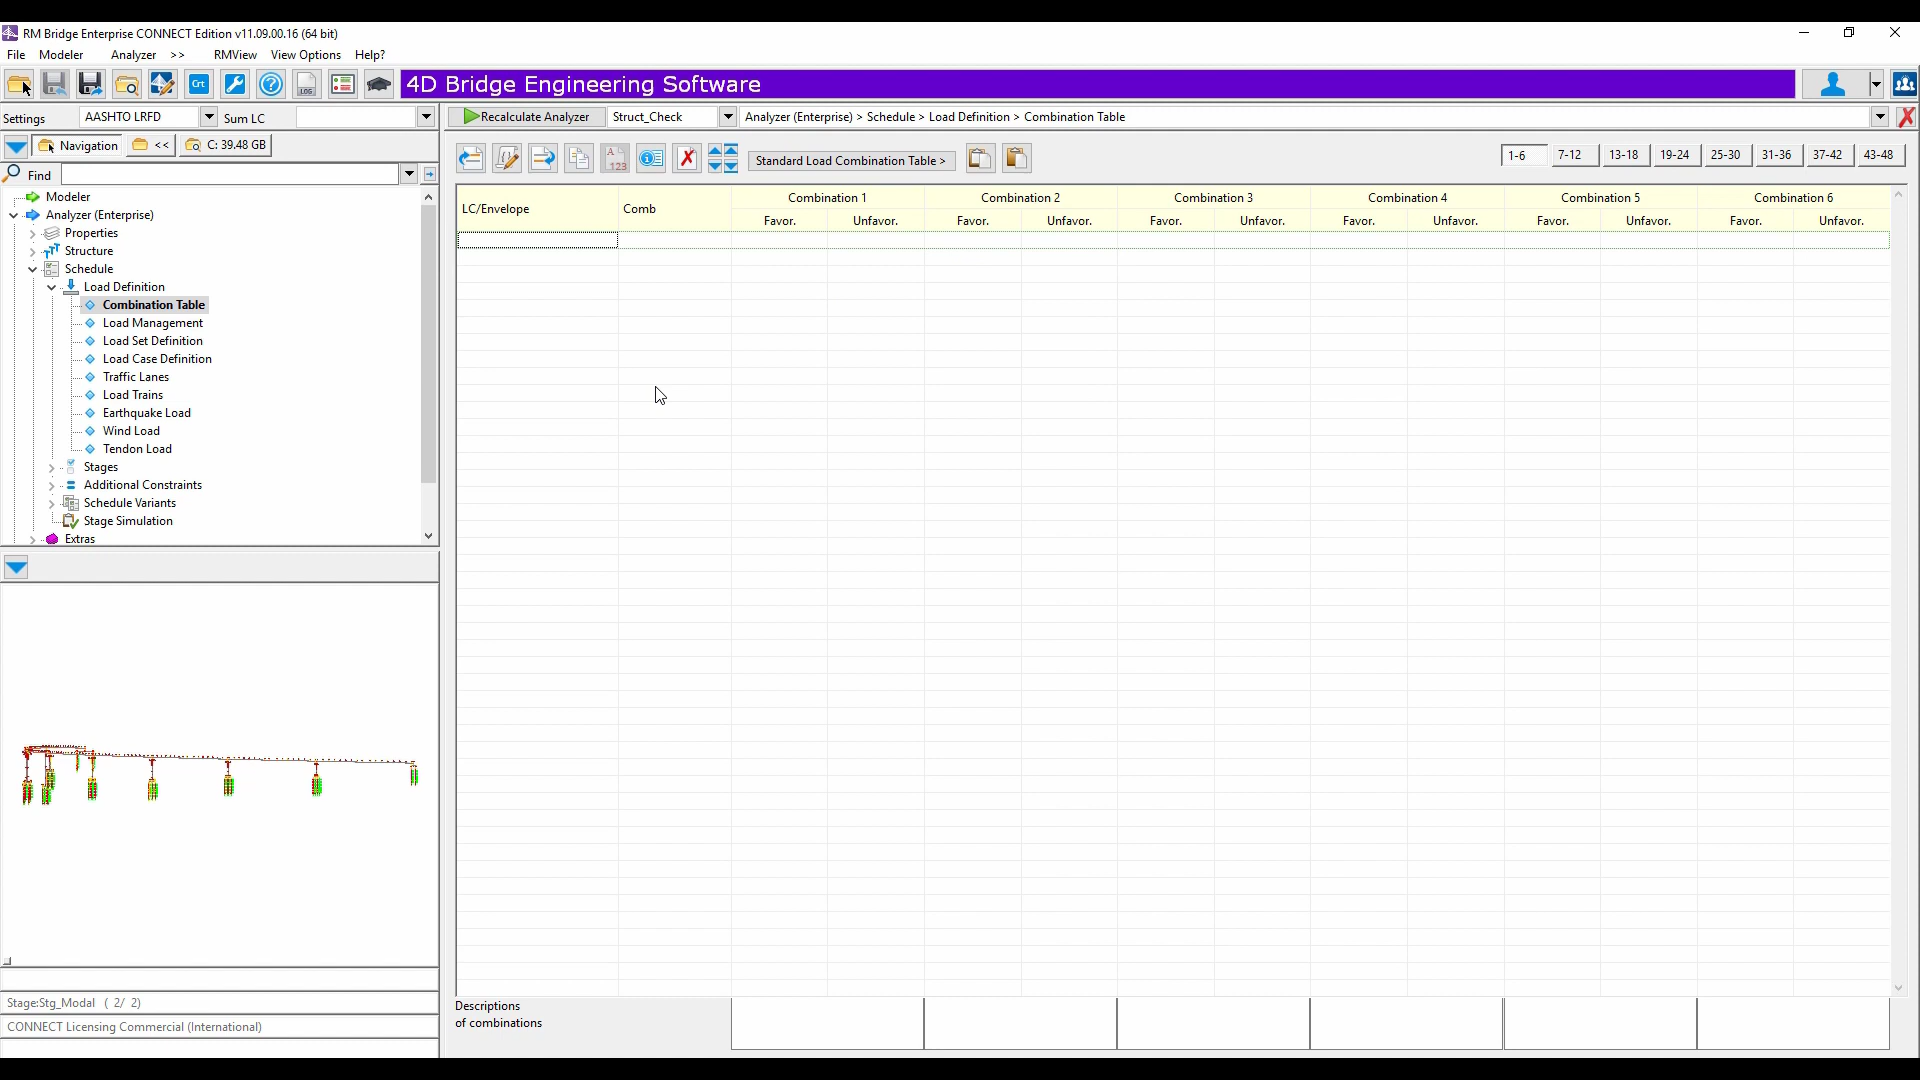 RM Bridge Enterprise CONNECT Edition v11.09.00.16 (64 bit)
File Modeler Analyzer >> RMView View Options Help?
Crt LOG 4D Bridge Engineering Software
Settings AASHTO LRFD Sum LC
Recalculate Analyzer Struct_Check Analyzer (Enterprise) > Schedule > Load Definition > Combination Table
Navigation << C: 39.48 GB
A 123 Standard Load Combination Table > 1-6 7-12 13-18 19-24 25-30 31-36 37-42 43-48
Find
Modeler
Analyzer (Enterprise)
Properties
Structure
Schedule
Load Definition
Combination Table
Load Management
Load Set Definition
Load Case Definition
Traffic Lanes
Load Trains
Earthquake Load
Wind Load
Tendon Load
Stages
Additional Constraints
Schedule Variants
Stage Simulation
Extras
LC/Envelope Comb Combination 1 Combination 2 Combination 3 Combination 4 Combination 5 Combination 6
Favor. Unfavor. Favor. Unfavor. Favor. Unfavor. Favor. Unfavor. Favor. Unfavor. Favor. Unfavor.
Descriptions
of combinations
Stage:Stg_Modal ( 2/ 2)
CONNECT Licensing Commercial (International)